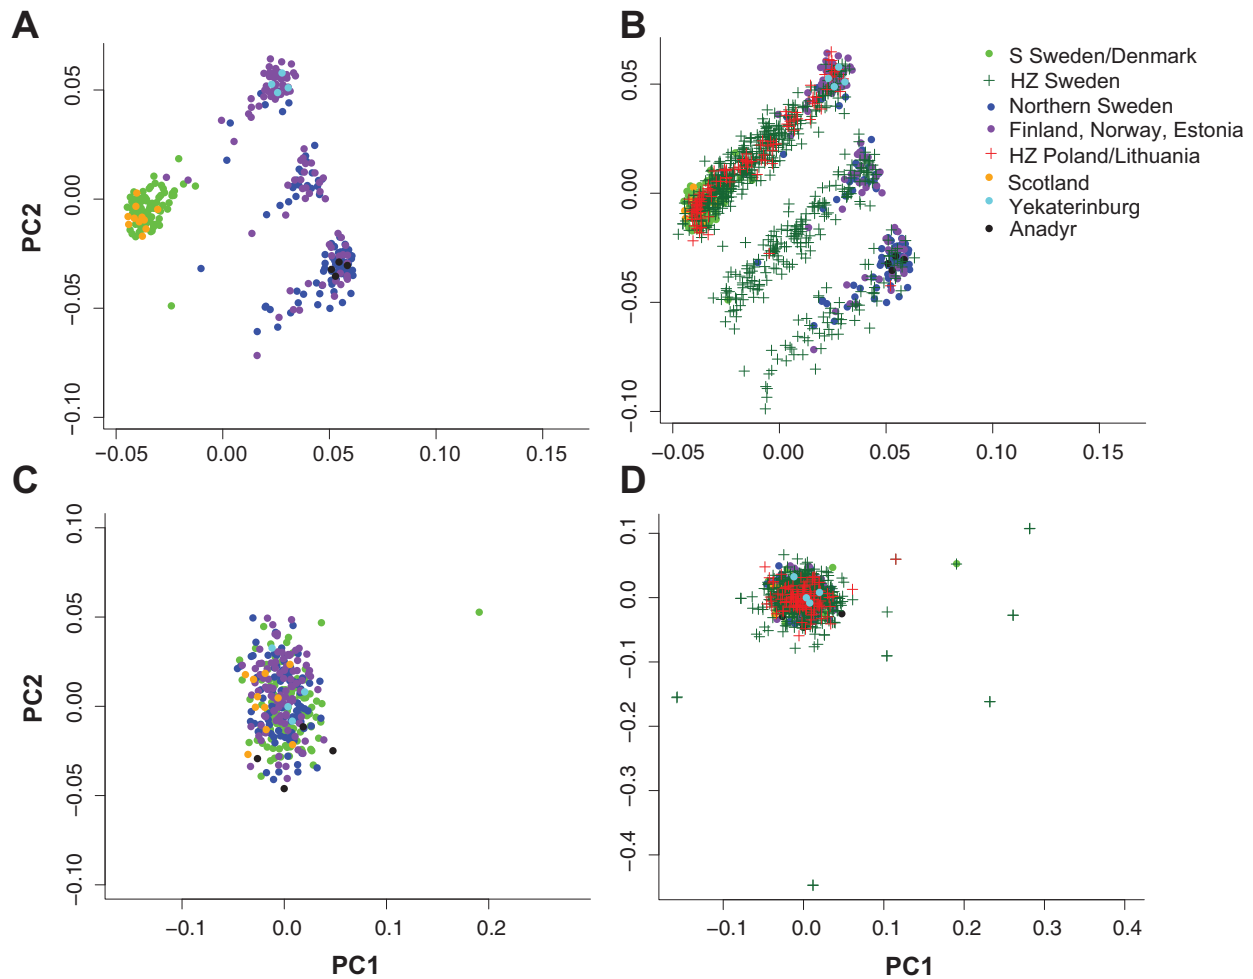 A
B
0.05
0.00
−0.05
−0.10
PC2
−0.05
0.00
0.05
0.10
0.15
0.05
0.00
−0.05
−0.10
−0.05
0.00
0.05
0.10
0.15
S Sweden/Denmark
HZ Sweden
Northern Sweden
Finland, Norway, Estonia
HZ Poland/Lithuania
Scotland
Yekaterinburg
Anadyr
C
D
0.10
0.05
0.00
−0.05
−0.10
PC2
−0.1
0.0
0.1
0.2
PC1
0.1
0.0
−0.1
−0.2
−0.3
−0.4
−0.1
0.0
0.1
0.2
0.3
0.4
PC1